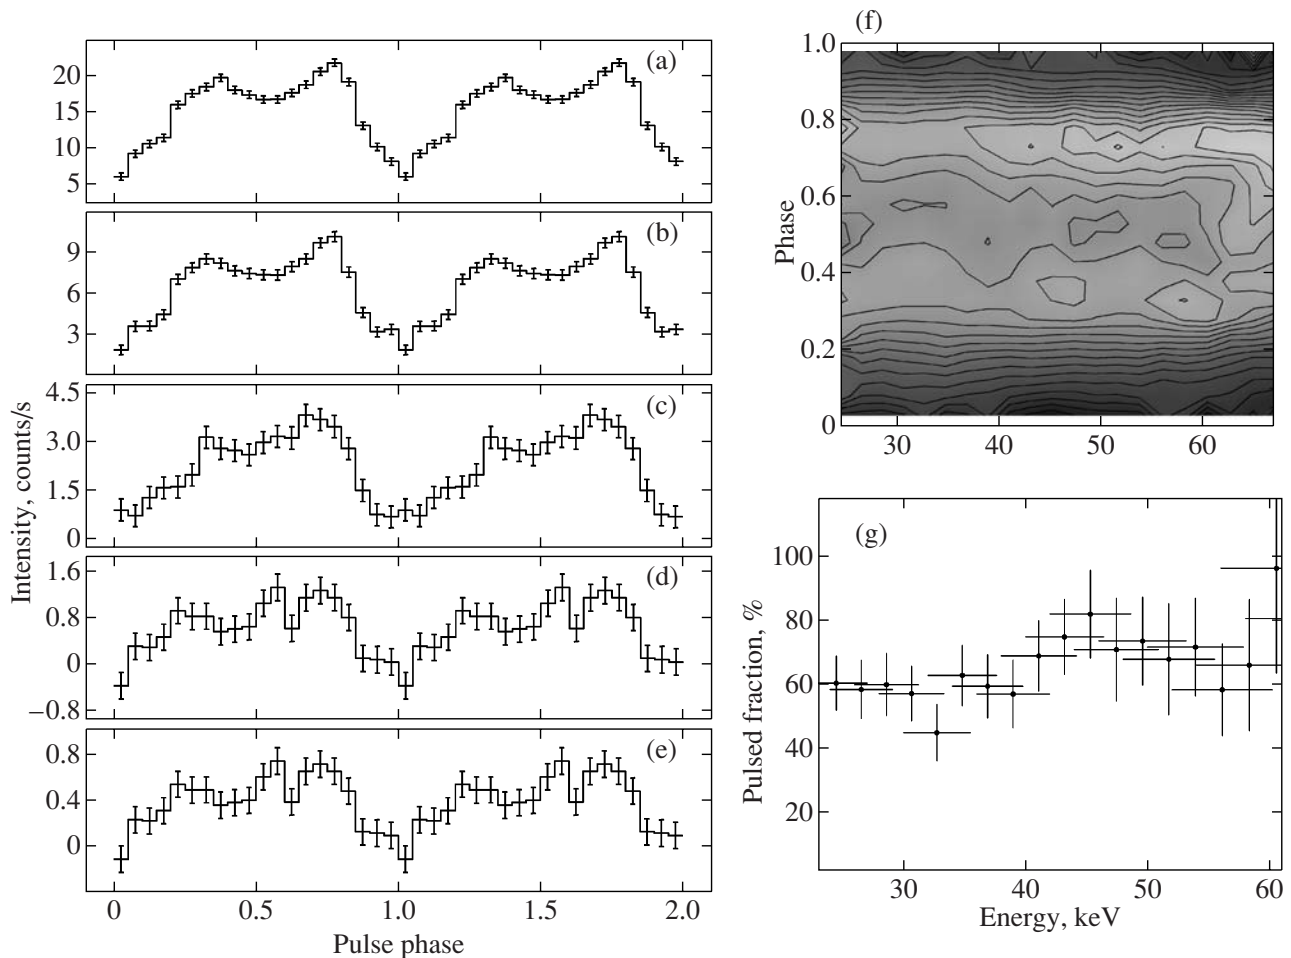 (a)
20
15
10
5
(b)
9
6
3
(c)
4.5
3.0
1.5
0
(d)
1.6
0.8
0
–0.8
(e)
0.8
0.4
0
Intensity, counts/s
0 0.5 1.0 1.5 2.0
Pulse phase
(f)
1.0
0.8
0.6
0.4
0.2
0
Phase
30 40 50 60
(g)
100
80
60
40
20
Pulsed fraction, %
30 40 50 60
Energy, keV